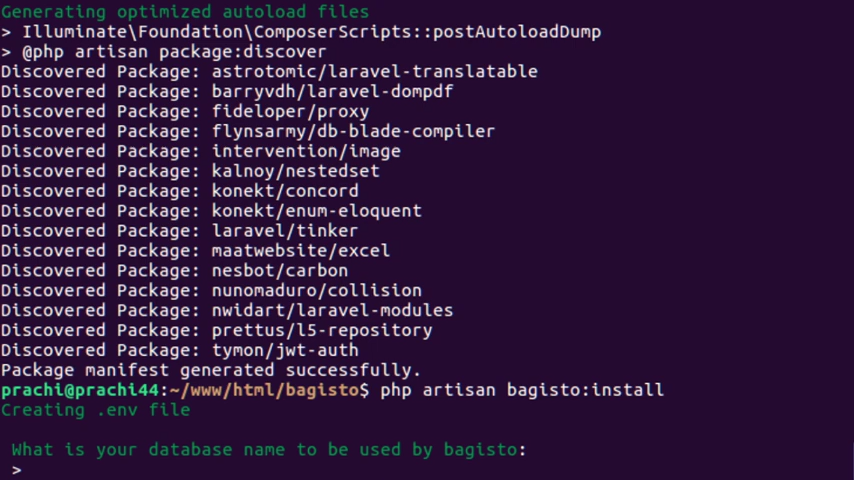 Generating optimized autoload files
> Illuminate\Foundation\ComposerScripts::postAutoloadDump
> @php artisan package:discover
Discovered Package: astrotomic/laravel-translatable
Discovered Package: barryvdh/laravel-dompdf
Discovered Package: fideloper/proxy
Discovered Package: flynsarmy/db-blade-compiler
Discovered Package: intervention/image
Discovered Package: kalnoy/nestedset
Discovered Package: konekt/concord
Discovered Package: konekt/enum-eloquent
Discovered Package: laravel/tinker
Discovered Package: maatwebsite/excel
Discovered Package: nesbot/carbon
Discovered Package: nunomaduro/collision
Discovered Package: nwidart/laravel-modules
Discovered Package: prettus/l5-repository
Discovered Package: tymon/jwt-auth
Package manifest generated successfully.
prachi@prachi44:~/www/html/bagisto$ php artisan bagisto:install
Creating .env file
What is your database name to be used by bagisto:
>